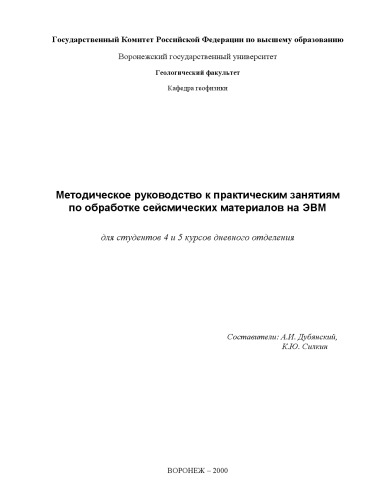 Государственный Комитет Российской Федерации по высшему образованию
Воронежский государственный университет
Геологический факультет
Кафедра геофизики
Методическое руководство к практическим занятиям
по обработке сейсмических материалов на ЭВМ
для студентов 4 и 5 курсов дневного отделения
Составители: А.И. Дубянский,
К.Ю. Силкин
ВОРОНЕЖ – 2000